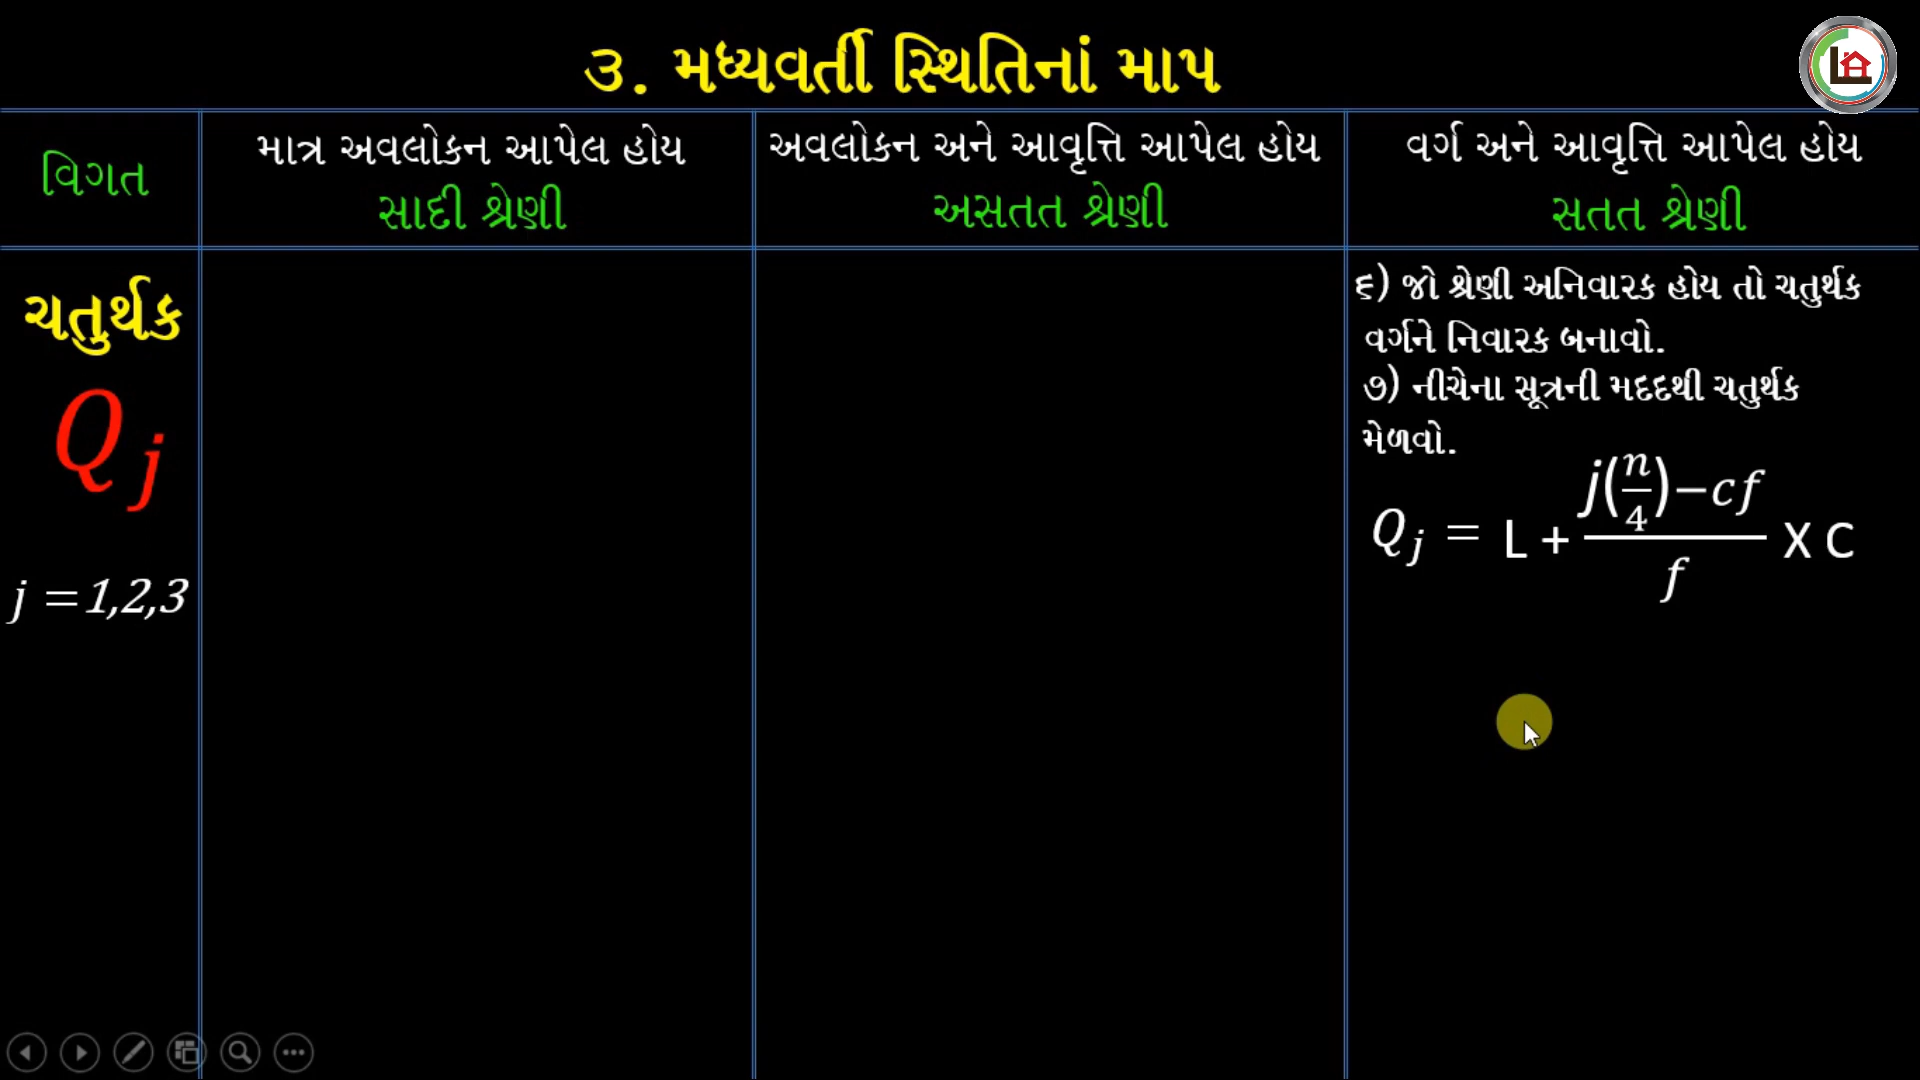 ૩. મધ્યવર્તી સ્થિતિનાં માપ
વિગત
માત્ર અવલોકન આપેલ હોય
સાદી શ્રેણી
અવલોકન અને આવૃત્તિ આપેલ હોય
અસતત શ્રેણી
વર્ગ અને આવૃત્તિ આપેલ હોય
સતત શ્રેણી
ચતુર્થક
Qj
j = 1,2,3
૬) જો શ્રેણી અનિવારક હોય તો ચતુર્થક
વર્ગને નિવારક બનાવો.
૭) નીચેના સૂત્રની મદદથી ચતુર્થક
મેળવો.
Qj = L + (j(n/4)−cf)/f X C